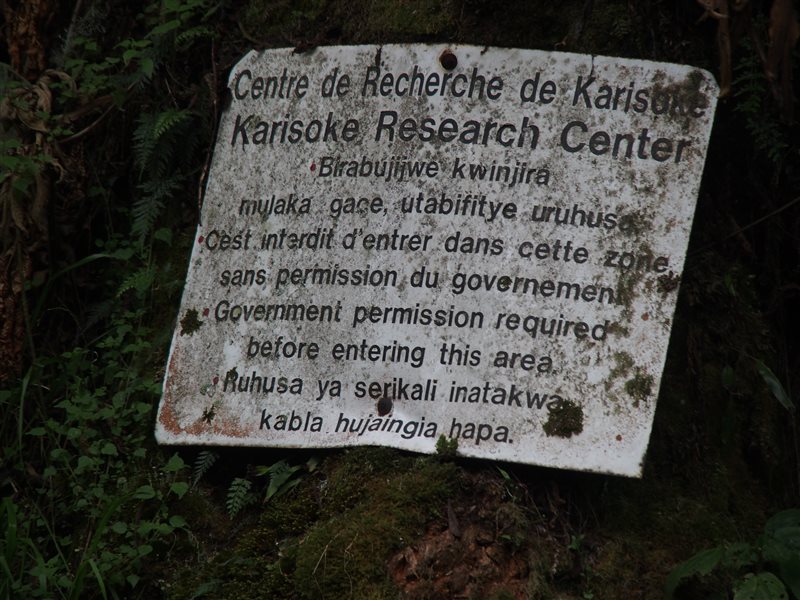 Centre de Recherche de Karisoke
Karisoke Research Center
Birabujijwe kwinjira
mulaka gace, utabifitye uruhusa.
C'est interdit d'entrer dans cette zone,
sans permission du governement.
Government permission required
before entering this area.
Ruhusa ya serikali inatakwa
kabla hujaingia hapa.